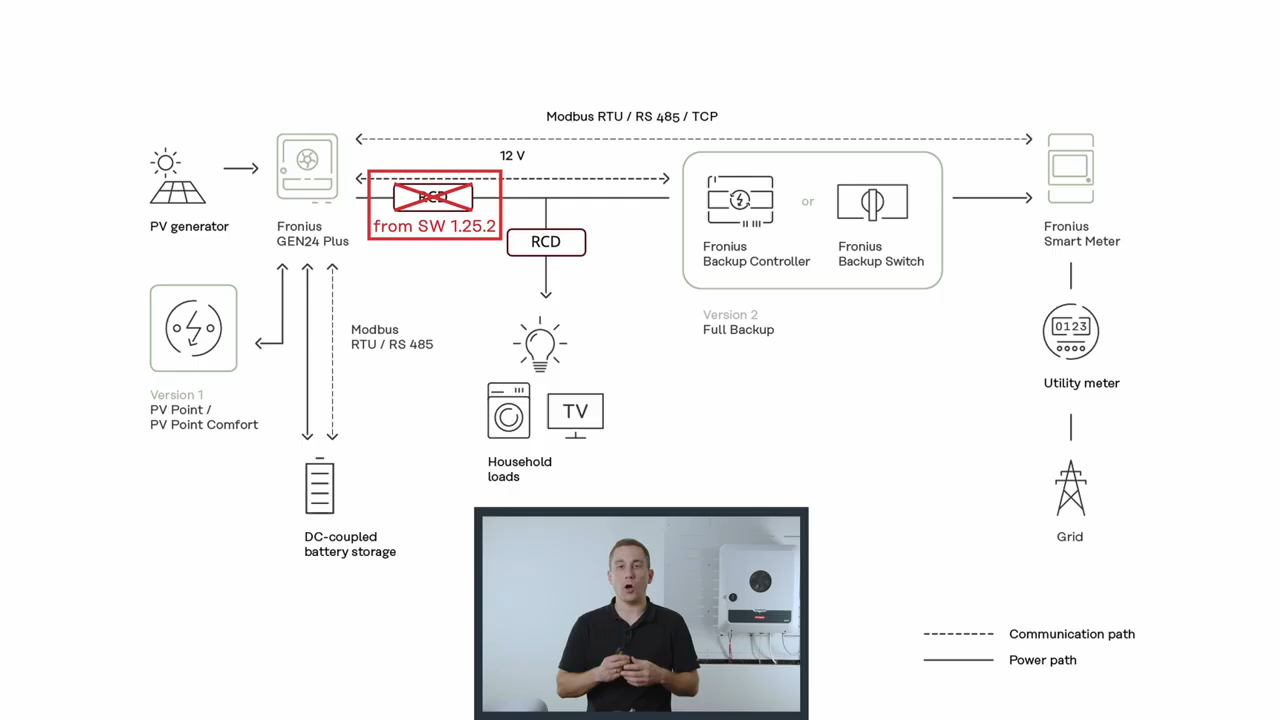 Modbus RTU / RS 485 / TCP
12 V
RCD
from SW 1.25.2
RCD
PV generator
Fronius
GEN24 Plus
Fronius
Backup Controller
or
Fronius
Backup Switch
Fronius
Smart Meter
Version 2
Full Backup
Modbus
RTU / RS 485
0123
Utility meter
Version 1
PV Point /
PV Point Comfort
TV
Household
loads
DC-coupled
battery storage
Grid
Communication path
Power path